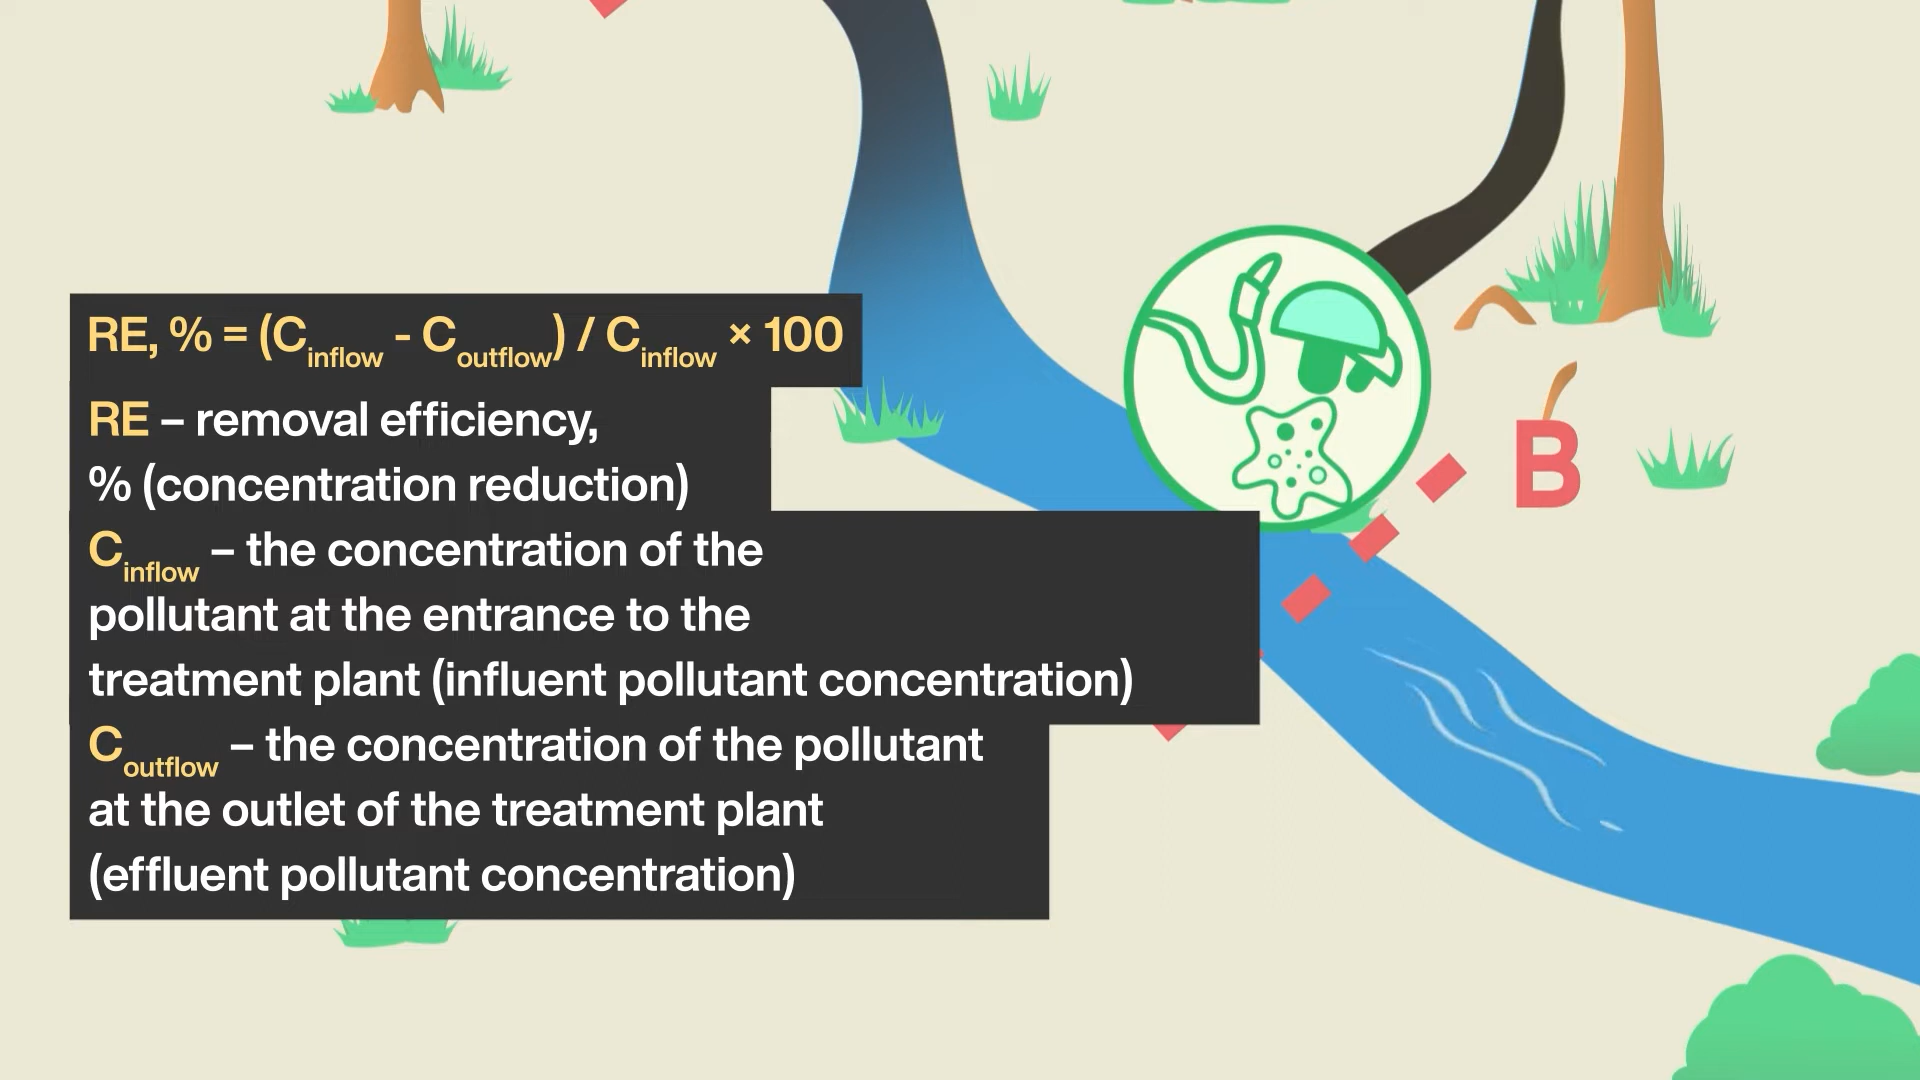 RE, % = (Cinflow - Coutflow) / Cinflow × 100
RE – removal efficiency,
% (concentration reduction)
Cinflow – the concentration of the
pollutant at the entrance to the
treatment plant (influent pollutant concentration)
Coutflow – the concentration of the pollutant
at the outlet of the treatment plant
(effluent pollutant concentration)
B